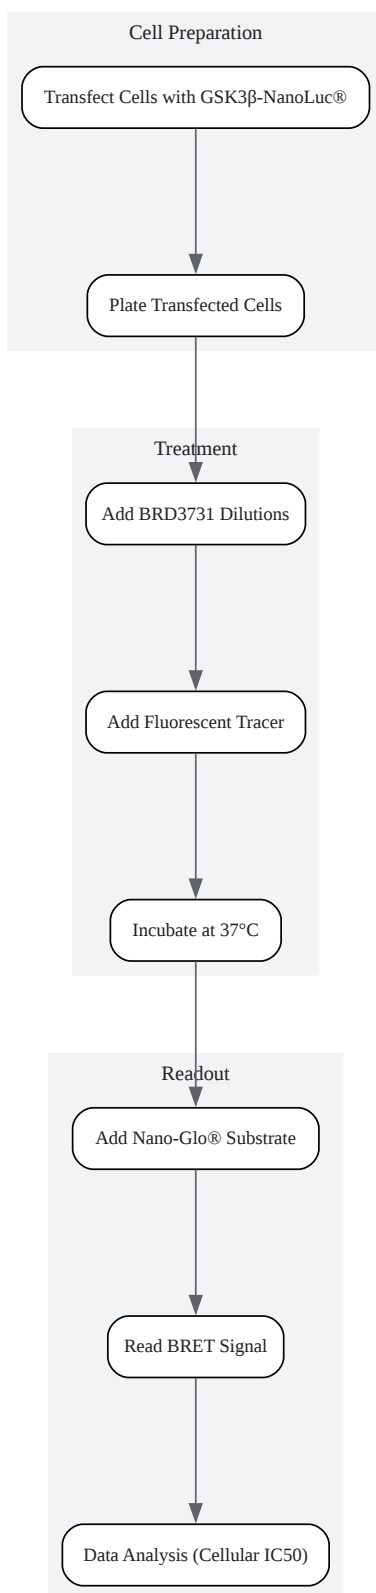 Cell Preparation
Transfect Cells with GSK3β-NanoLuc®
Plate Transfected Cells
Treatment
Add BRD3731 Dilutions
Add Fluorescent Tracer
Incubate at 37°C
Readout
Add Nano-Glo® Substrate
Read BRET Signal
Data Analysis (Cellular IC50)